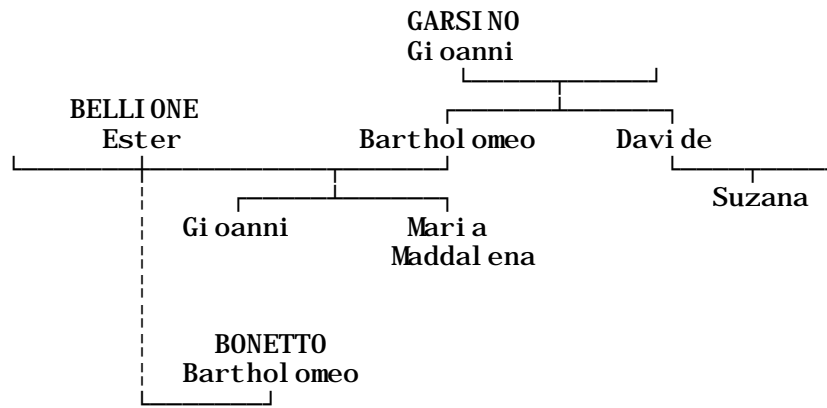 GARSINO
Gioanni
BELLIONE
Ester
Bartholomeo
Davide
Suzana
Gioanni
Maria
Maddalena
BONETTO
Bartholomeo